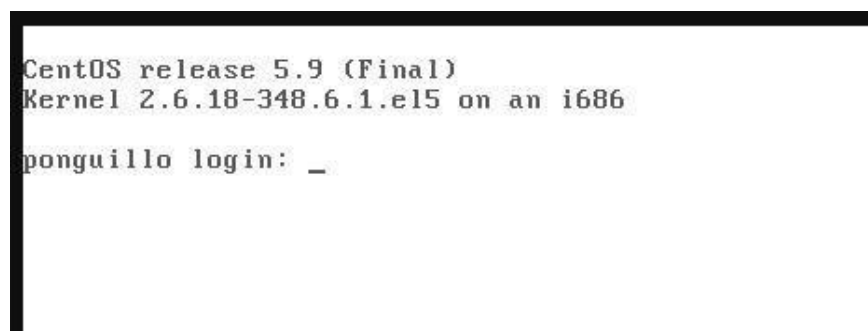 CentOS release 5.9 (Final)
Kernel 2.6.18-348.6.1.el5 on an i686
ponguillo login: _